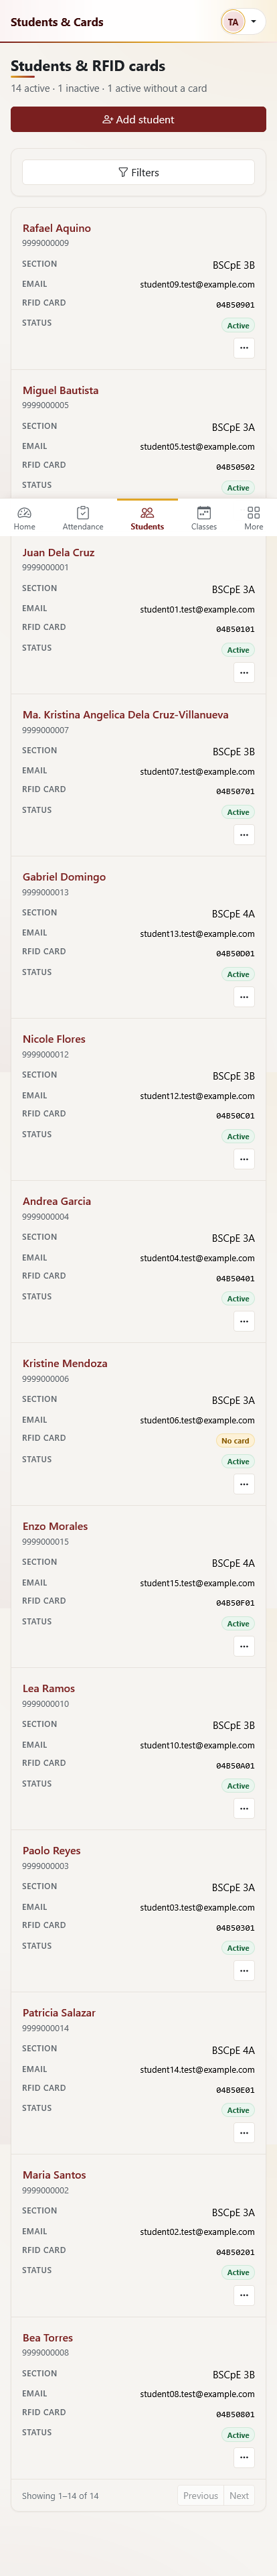 Students & Cards
TA
Students & RFID cards
14 active · 1 inactive · 1 active without a card
Add student
Filters
Rafael Aquino
9999000009
SECTION BSCpE 3B
EMAIL student09.test@example.com
RFID CARD 04B50901
STATUS Active
Miguel Bautista
9999000005
SECTION BSCpE 3A
EMAIL student05.test@example.com
RFID CARD 04B50502
STATUS Active
Home Attendance Students Classes More
Juan Dela Cruz
9999000001
SECTION BSCpE 3A
EMAIL student01.test@example.com
RFID CARD 04B50101
STATUS Active
Ma. Kristina Angelica Dela Cruz-Villanueva
9999000007
SECTION BSCpE 3B
EMAIL student07.test@example.com
RFID CARD 04B50701
STATUS Active
Gabriel Domingo
9999000013
SECTION BSCpE 4A
EMAIL student13.test@example.com
RFID CARD 04B50D01
STATUS Active
Nicole Flores
9999000012
SECTION BSCpE 3B
EMAIL student12.test@example.com
RFID CARD 04B50C01
STATUS Active
Andrea Garcia
9999000004
SECTION BSCpE 3A
EMAIL student04.test@example.com
RFID CARD 04B50401
STATUS Active
Kristine Mendoza
9999000006
SECTION BSCpE 3A
EMAIL student06.test@example.com
RFID CARD No card
STATUS Active
Enzo Morales
9999000015
SECTION BSCpE 4A
EMAIL student15.test@example.com
RFID CARD 04B50F01
STATUS Active
Lea Ramos
9999000010
SECTION BSCpE 3B
EMAIL student10.test@example.com
RFID CARD 04B50A01
STATUS Active
Paolo Reyes
9999000003
SECTION BSCpE 3A
EMAIL student03.test@example.com
RFID CARD 04B50301
STATUS Active
Patricia Salazar
9999000014
SECTION BSCpE 4A
EMAIL student14.test@example.com
RFID CARD 04B50E01
STATUS Active
Maria Santos
9999000002
SECTION BSCpE 3A
EMAIL student02.test@example.com
RFID CARD 04B50201
STATUS Active
Bea Torres
9999000008
SECTION BSCpE 3B
EMAIL student08.test@example.com
RFID CARD 04B50801
STATUS Active
Showing 1–14 of 14 Previous Next